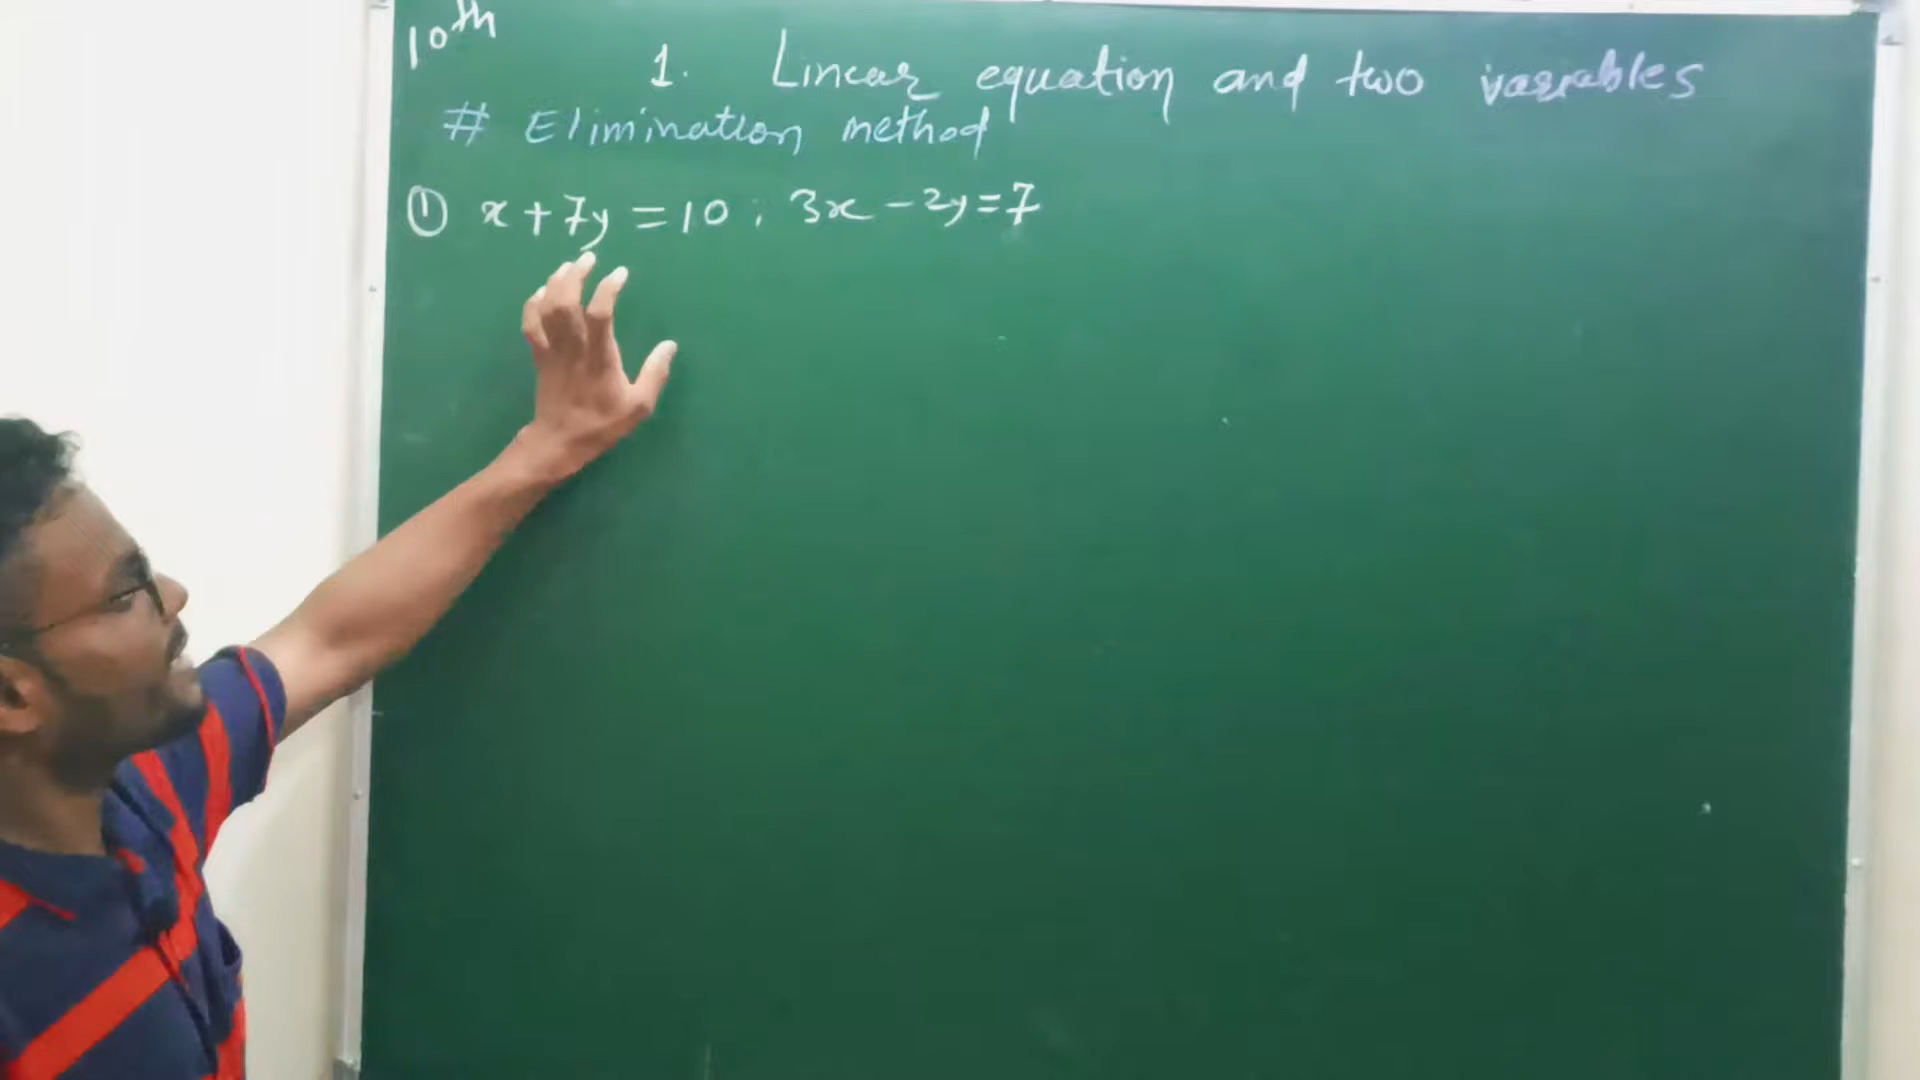 10th
1. Linear equation and two variables
# Elimination method
① x + 7y = 10 ; 3x - 2y = 7